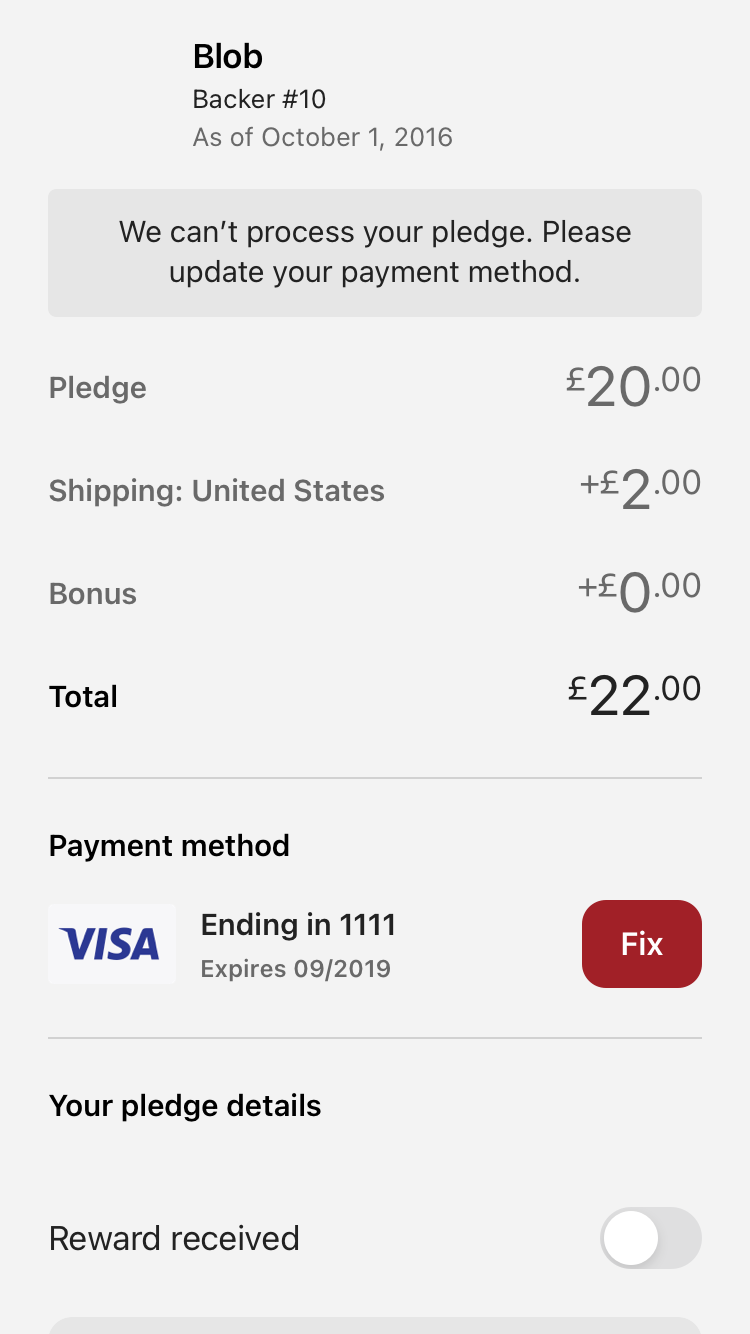 Blob
Backer #10
As of October 1, 2016
We can’t process your pledge. Please
update your payment method.
Pledge £20.00
Shipping: United States +£2.00
Bonus +£0.00
Total £22.00
Payment method
VISA
Ending in 1111
Expires 09/2019
Fix
Your pledge details
Reward received